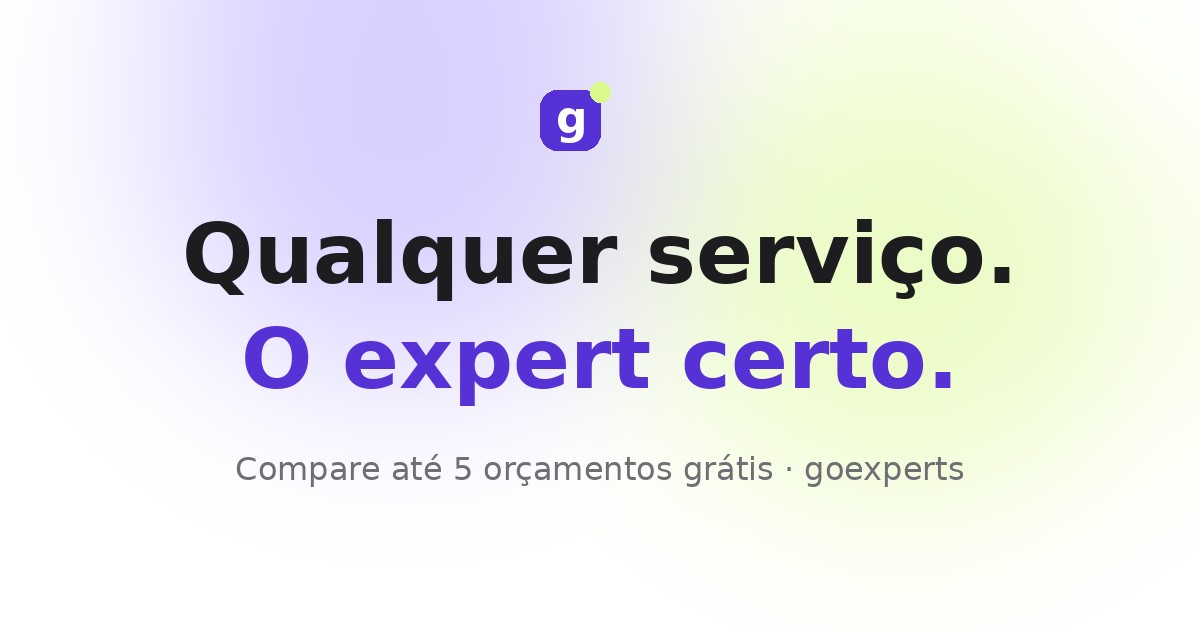 g
Qualquer serviço.
O expert certo.
Compare até 5 orçamentos grátis · goexperts